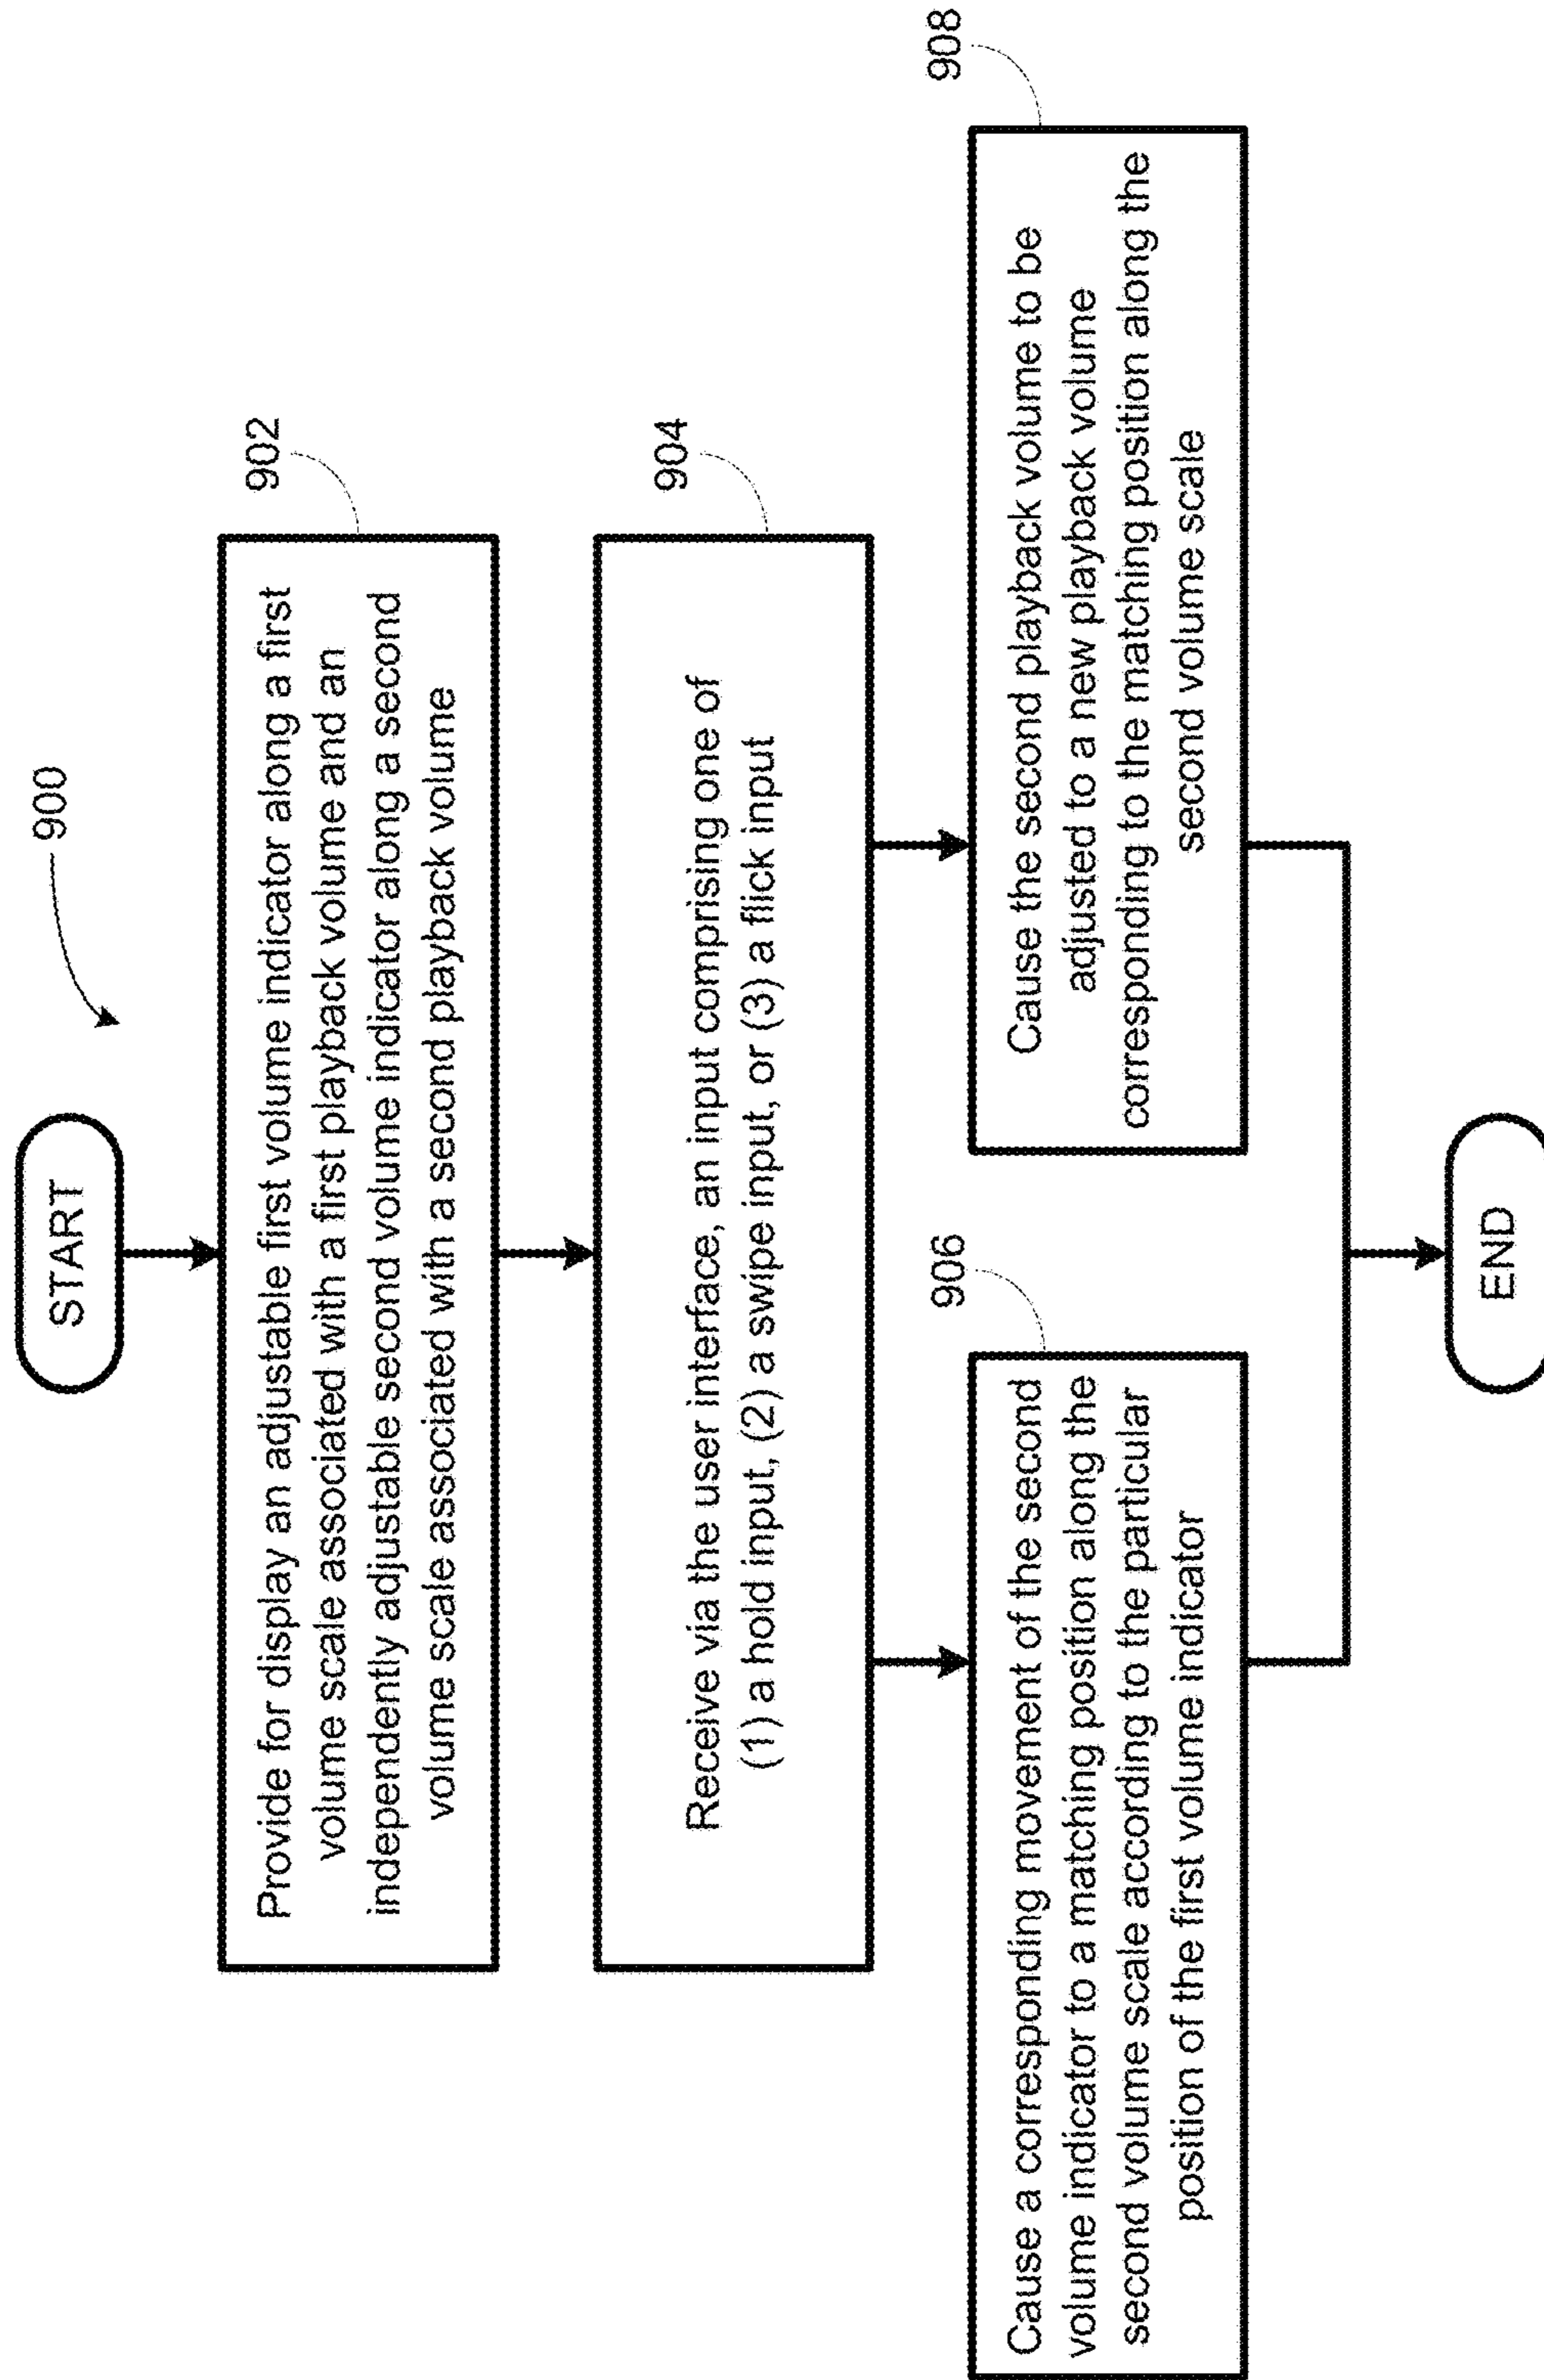 900
START
902
Provide for display an adjustable first volume indicator along a first
volume scale associated with a first playback volume and an
independently adjustable second volume indicator along a second
volume scale associated with a second playback volume
904
Receive via the user interface, an input comprising one of
(1) a hold input, (2) a swipe input, or (3) a flick input
906
Cause a corresponding movement of the second
volume indicator to a matching position along the
second volume scale according to the particular
position of the first volume indicator
908
Cause the second playback volume to be
adjusted to a new playback volume
corresponding to the matching position along the
second volume scale
END